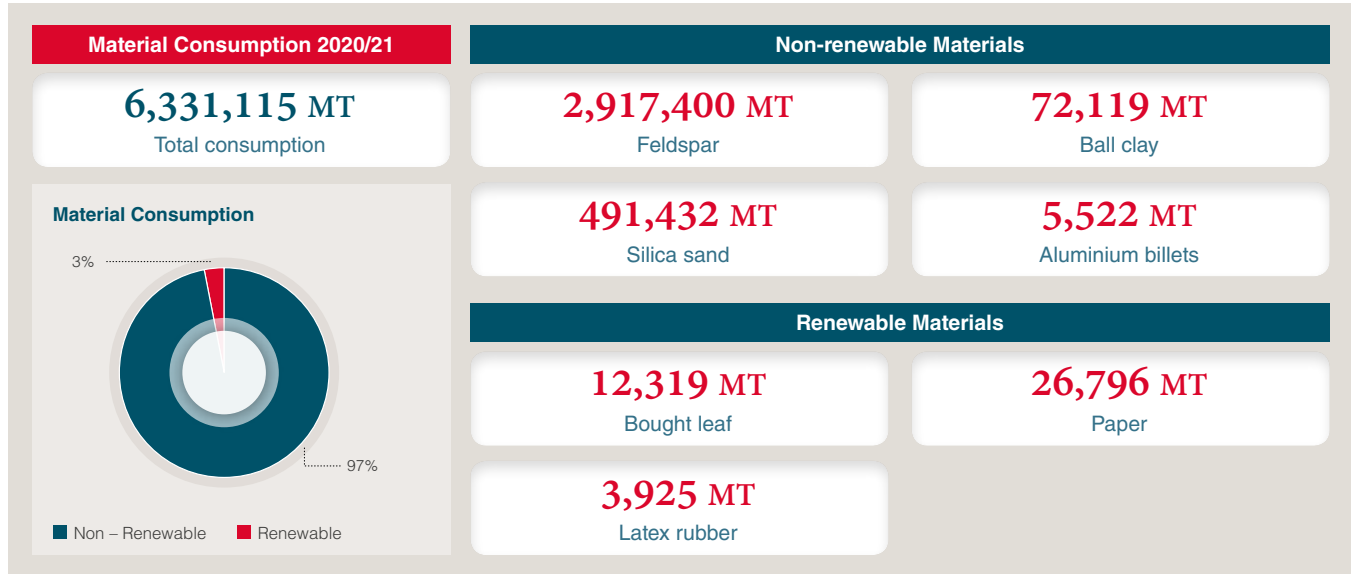 Material Consumption 2020/21
6,331,115 MT
Total consumption
Material Consumption
3%
97%
Non – Renewable
Renewable
Non-renewable Materials
2,917,400 MT
Feldspar
72,119 MT
Ball clay
491,432 MT
Silica sand
5,522 MT
Aluminium billets
Renewable Materials
12,319 MT
Bought leaf
26,796 MT
Paper
3,925 MT
Latex rubber